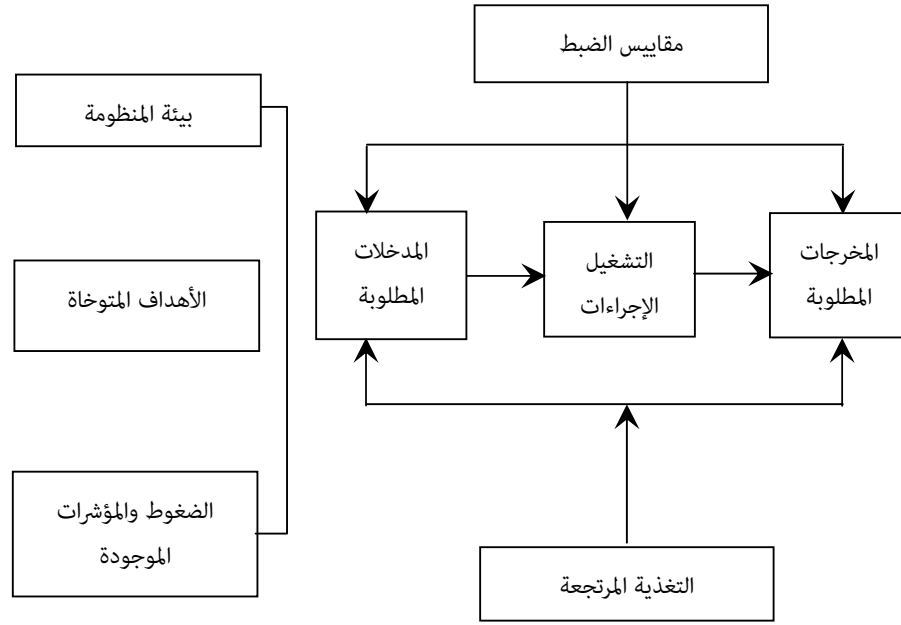 مقاييس الضبط
بيئة المنظومة
المدخلات
المطلوبة
التشغيل
الإجراءات
المخرجات
المطلوبة
الأهداف المتوخاة
الضغوط والمؤشرات
الموجودة
التغذية المرتجعة